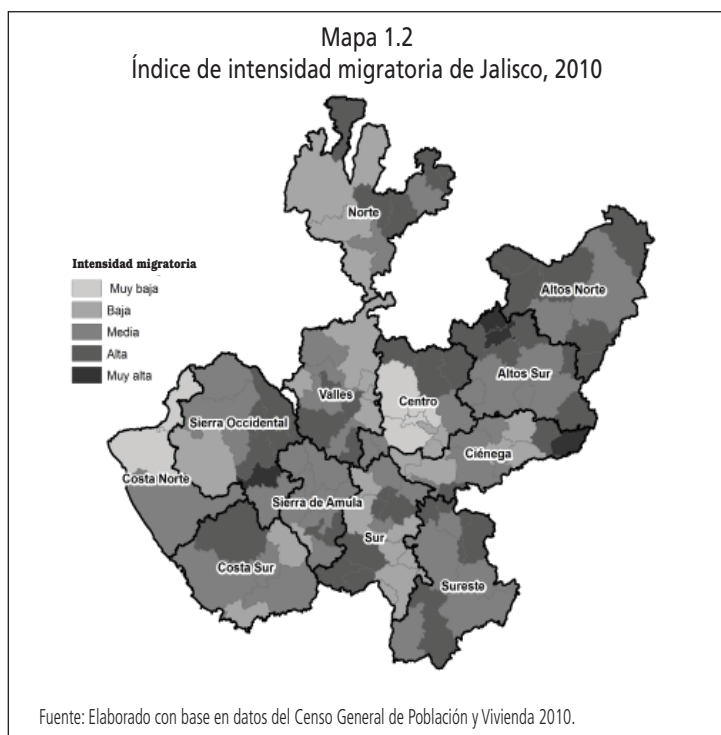 Mapa 1.2
Índice de intensidad migratoria de Jalisco, 2010
Norte
Intensidad migratoria
Muy baja
Baja
Media
Alta
Muy alta
Altos Norte
Altos Sur
Valles
Centro
Sierra Occidental
Ciénega
Costa Norte
Sierra de Amula
Sur
Costa Sur
Sureste
Fuente: Elaborado con base en datos del Censo General de Población y Vivienda 2010.